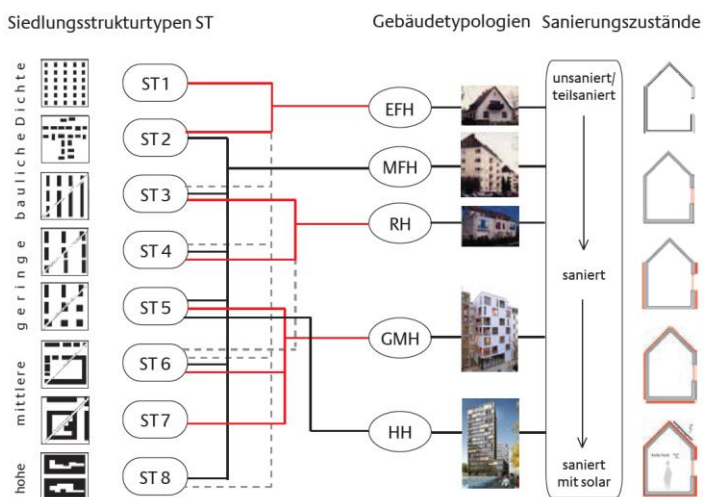 Siedlungsstrukturtypen ST
Gebäudetypologien
Sanierungszustände
geringe bauliche Dichte
mittlere
hohe
ST1
ST2
ST3
ST4
ST5
ST6
ST7
ST8
EFH
MFH
RH
GMH
HH
unsaniert/
teilsaniert
saniert
saniert
mit solar